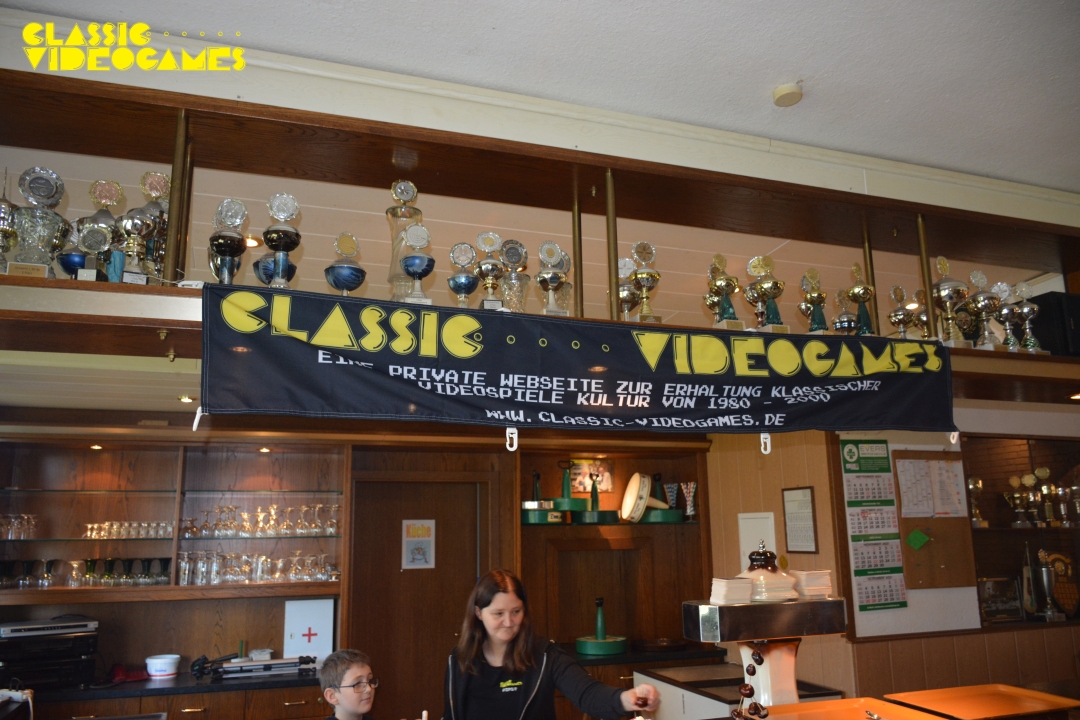 CLASSIC
VIDEOGAMES
CLASSIC VIDEOGAMES
EINE PRIVATE WEBSEITE ZUR ERHALTUNG KLASSISCHER
VIDEOSPIELE KULTUR VON 1980 - 2000
WWW.CLASSIC-VIDEOGAMES.DE
Küche